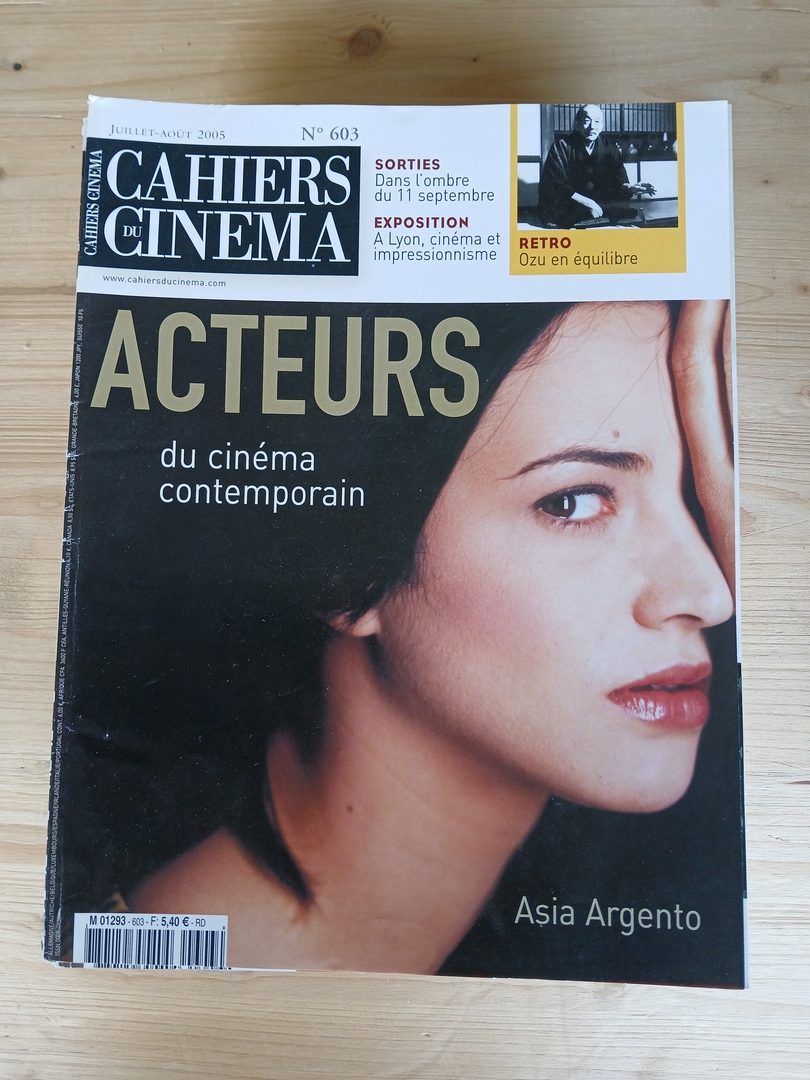 JUILLET-AOÛT 2005
N° 603
CAHIERS CINEMA
CAHIERS
DU
CINEMA
www.cahiersducinema.com
SORTIES
Dans l'ombre
du 11 septembre
EXPOSITION
A Lyon, cinéma et
impressionnisme
RETRO
Ozu en équilibre
ACTEURS
du cinéma
contemporain
Asia Argento
M 01293 - 603 - F: 5,40 € - RD